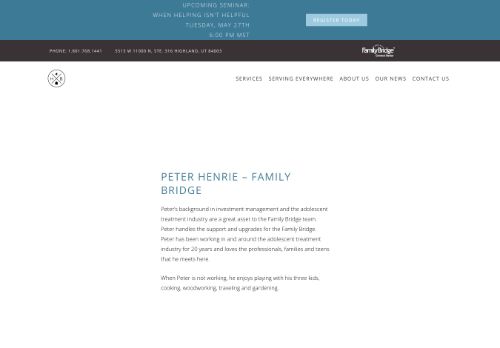 UPCOMING SEMINAR:
WHEN HELPING ISN'T HELPFUL
TUESDAY, MAY 27TH
6:00 PM MST
REGISTER TODAY
PHONE: 1.801.768.1441 5513 W 11000 N, STE. 316 HIGHLAND, UT 84003
FamilyBridge
SERVICES SERVING EVERYWHERE ABOUT US OUR NEWS CONTACT US
PETER HENRIE – FAMILY
BRIDGE
Peter's background in investment management and the adolescent
treatment industry are a great asset to the Family Bridge team.
Peter handles the support and upgrades for the Family Bridge.
Peter has been working in and around the adolescent treatment
industry for 20 years and loves the professionals, families and teens
that he meets here.
When Peter is not working, he enjoys playing with his three kids,
cooking, woodworking, traveling and gardening.